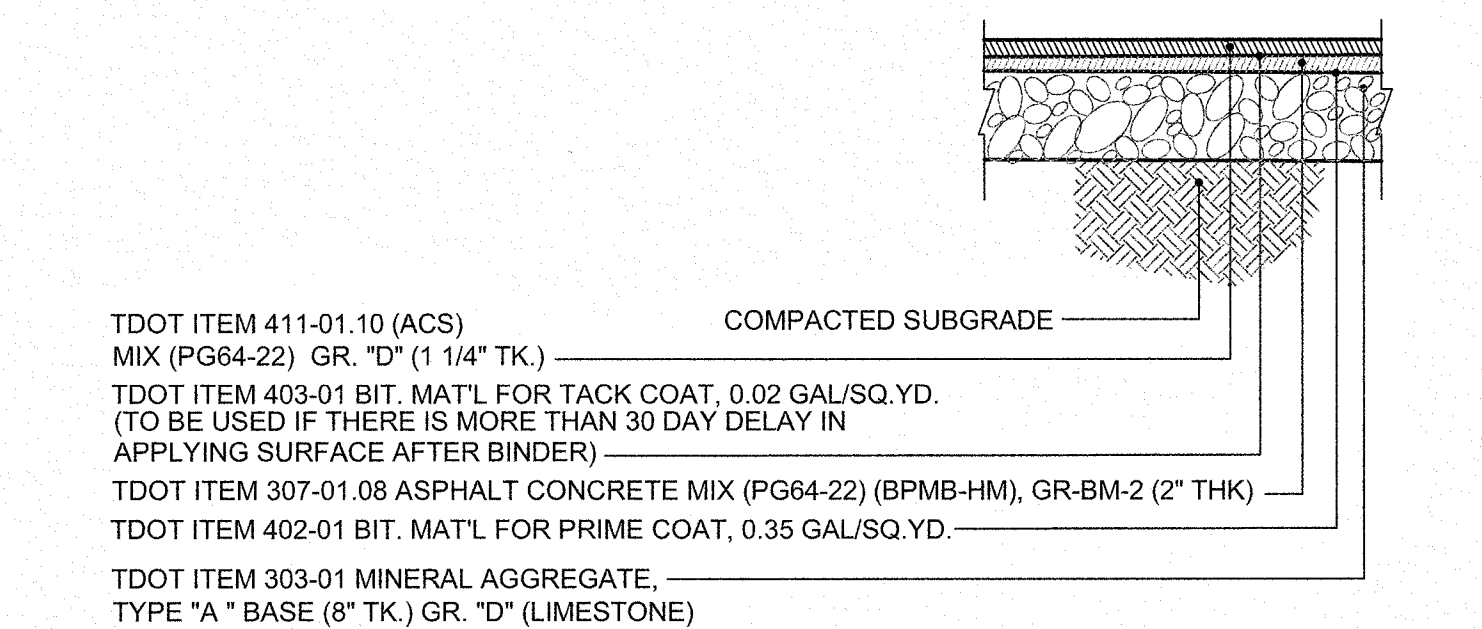 TDOT ITEM 411-01.10 (ACS)
MIX (PG64-22) GR. "D" (1 1/4" TK.)
COMPACTED SUBGRADE
TDOT ITEM 403-01 BIT. MAT'L FOR TACK COAT, 0.02 GAL/SQ.YD.
(TO BE USED IF THERE IS MORE THAN 30 DAY DELAY IN
APPLYING SURFACE AFTER BINDER)
TDOT ITEM 307-01.08 ASPHALT CONCRETE MIX (PG64-22) (BPMB-HM), GR-BM-2 (2" THK)
TDOT ITEM 402-01 BIT. MAT'L FOR PRIME COAT, 0.35 GAL/SQ.YD.
TDOT ITEM 303-01 MINERAL AGGREGATE,
TYPE "A " BASE (8" TK.) GR. "D" (LIMESTONE)